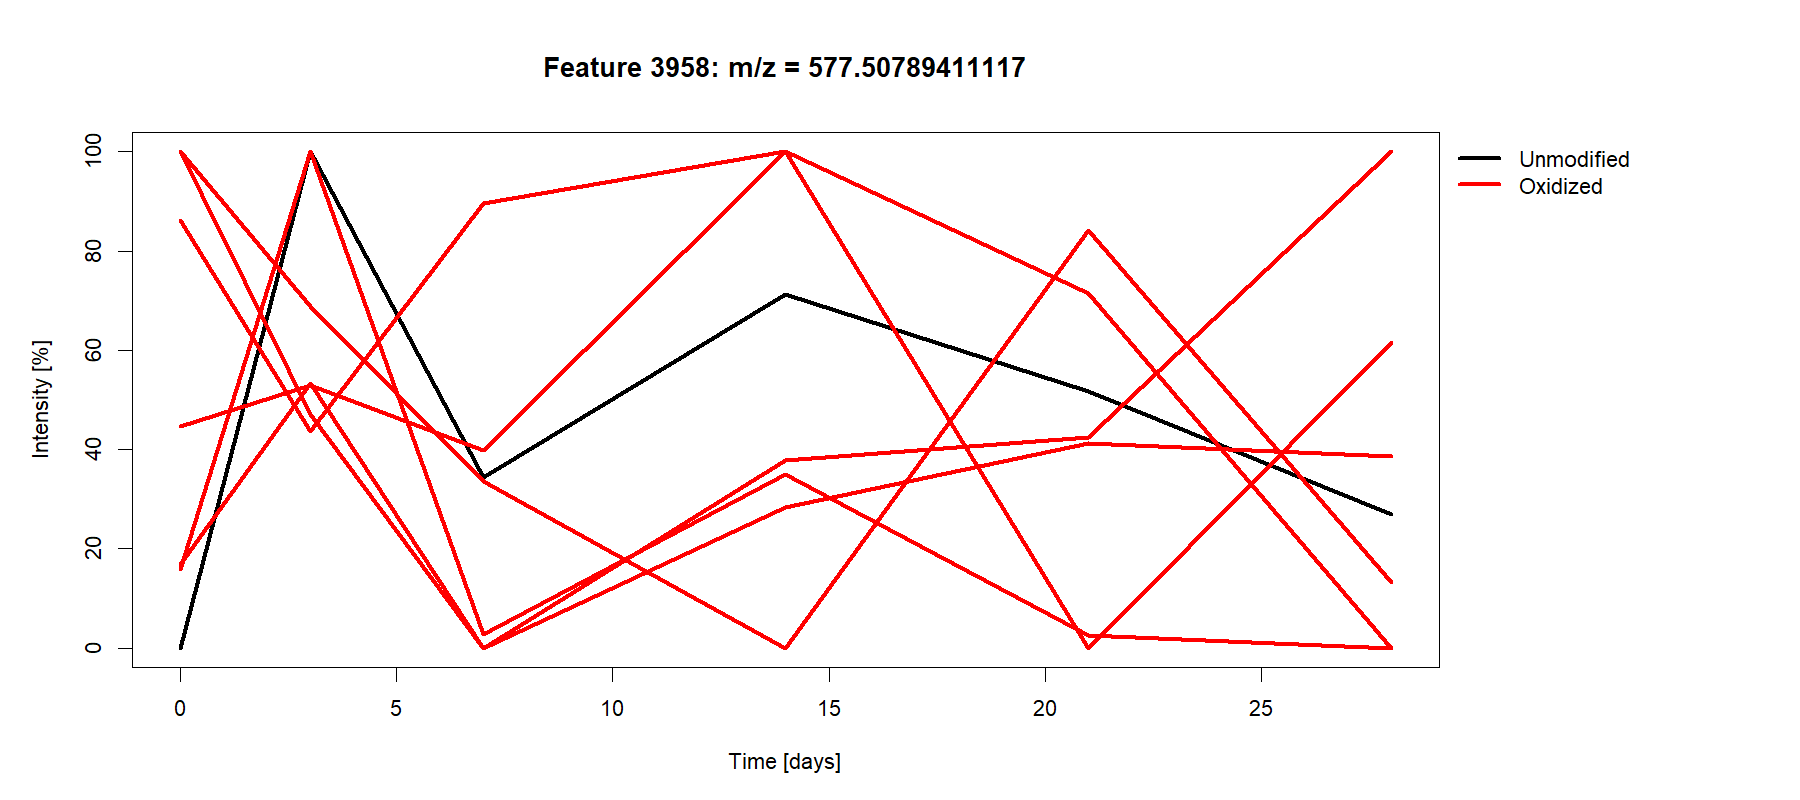 Feature 3958: m/z = 577.50789411117
Unmodified
Oxidized
Intensity [%]
100
80
60
40
20
0
0 5 10 15 20 25
Time [days]